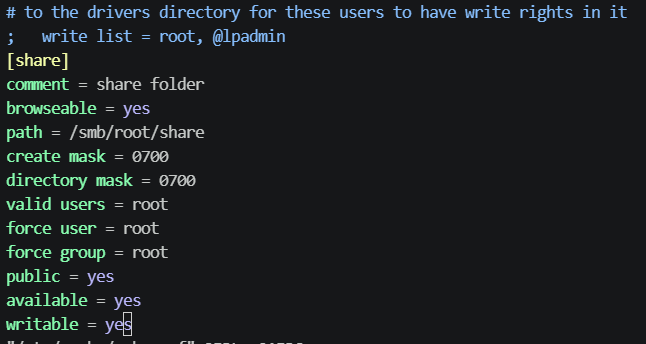 # to the drivers directory for these users to have write rights in it
;   write list = root, @lpadmin
[share]
comment = share folder
browseable = yes
path = /smb/root/share
create mask = 0700
directory mask = 0700
valid users = root
force user = root
force group = root
public = yes
available = yes
writable = yes